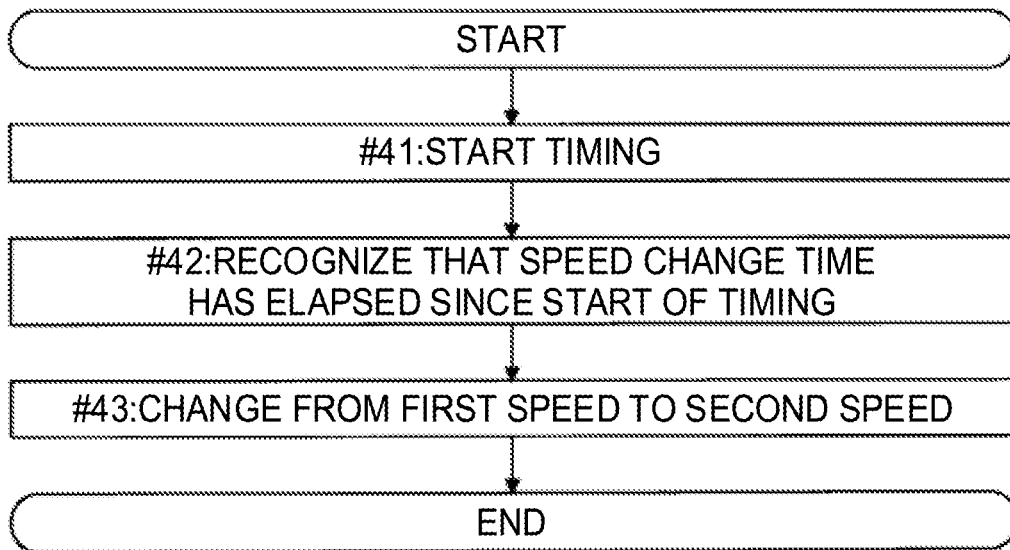 START
#41:START TIMING
#42:RECOGNIZE THAT SPEED CHANGE TIME
HAS ELAPSED SINCE START OF TIMING
#43:CHANGE FROM FIRST SPEED TO SECOND SPEED
END